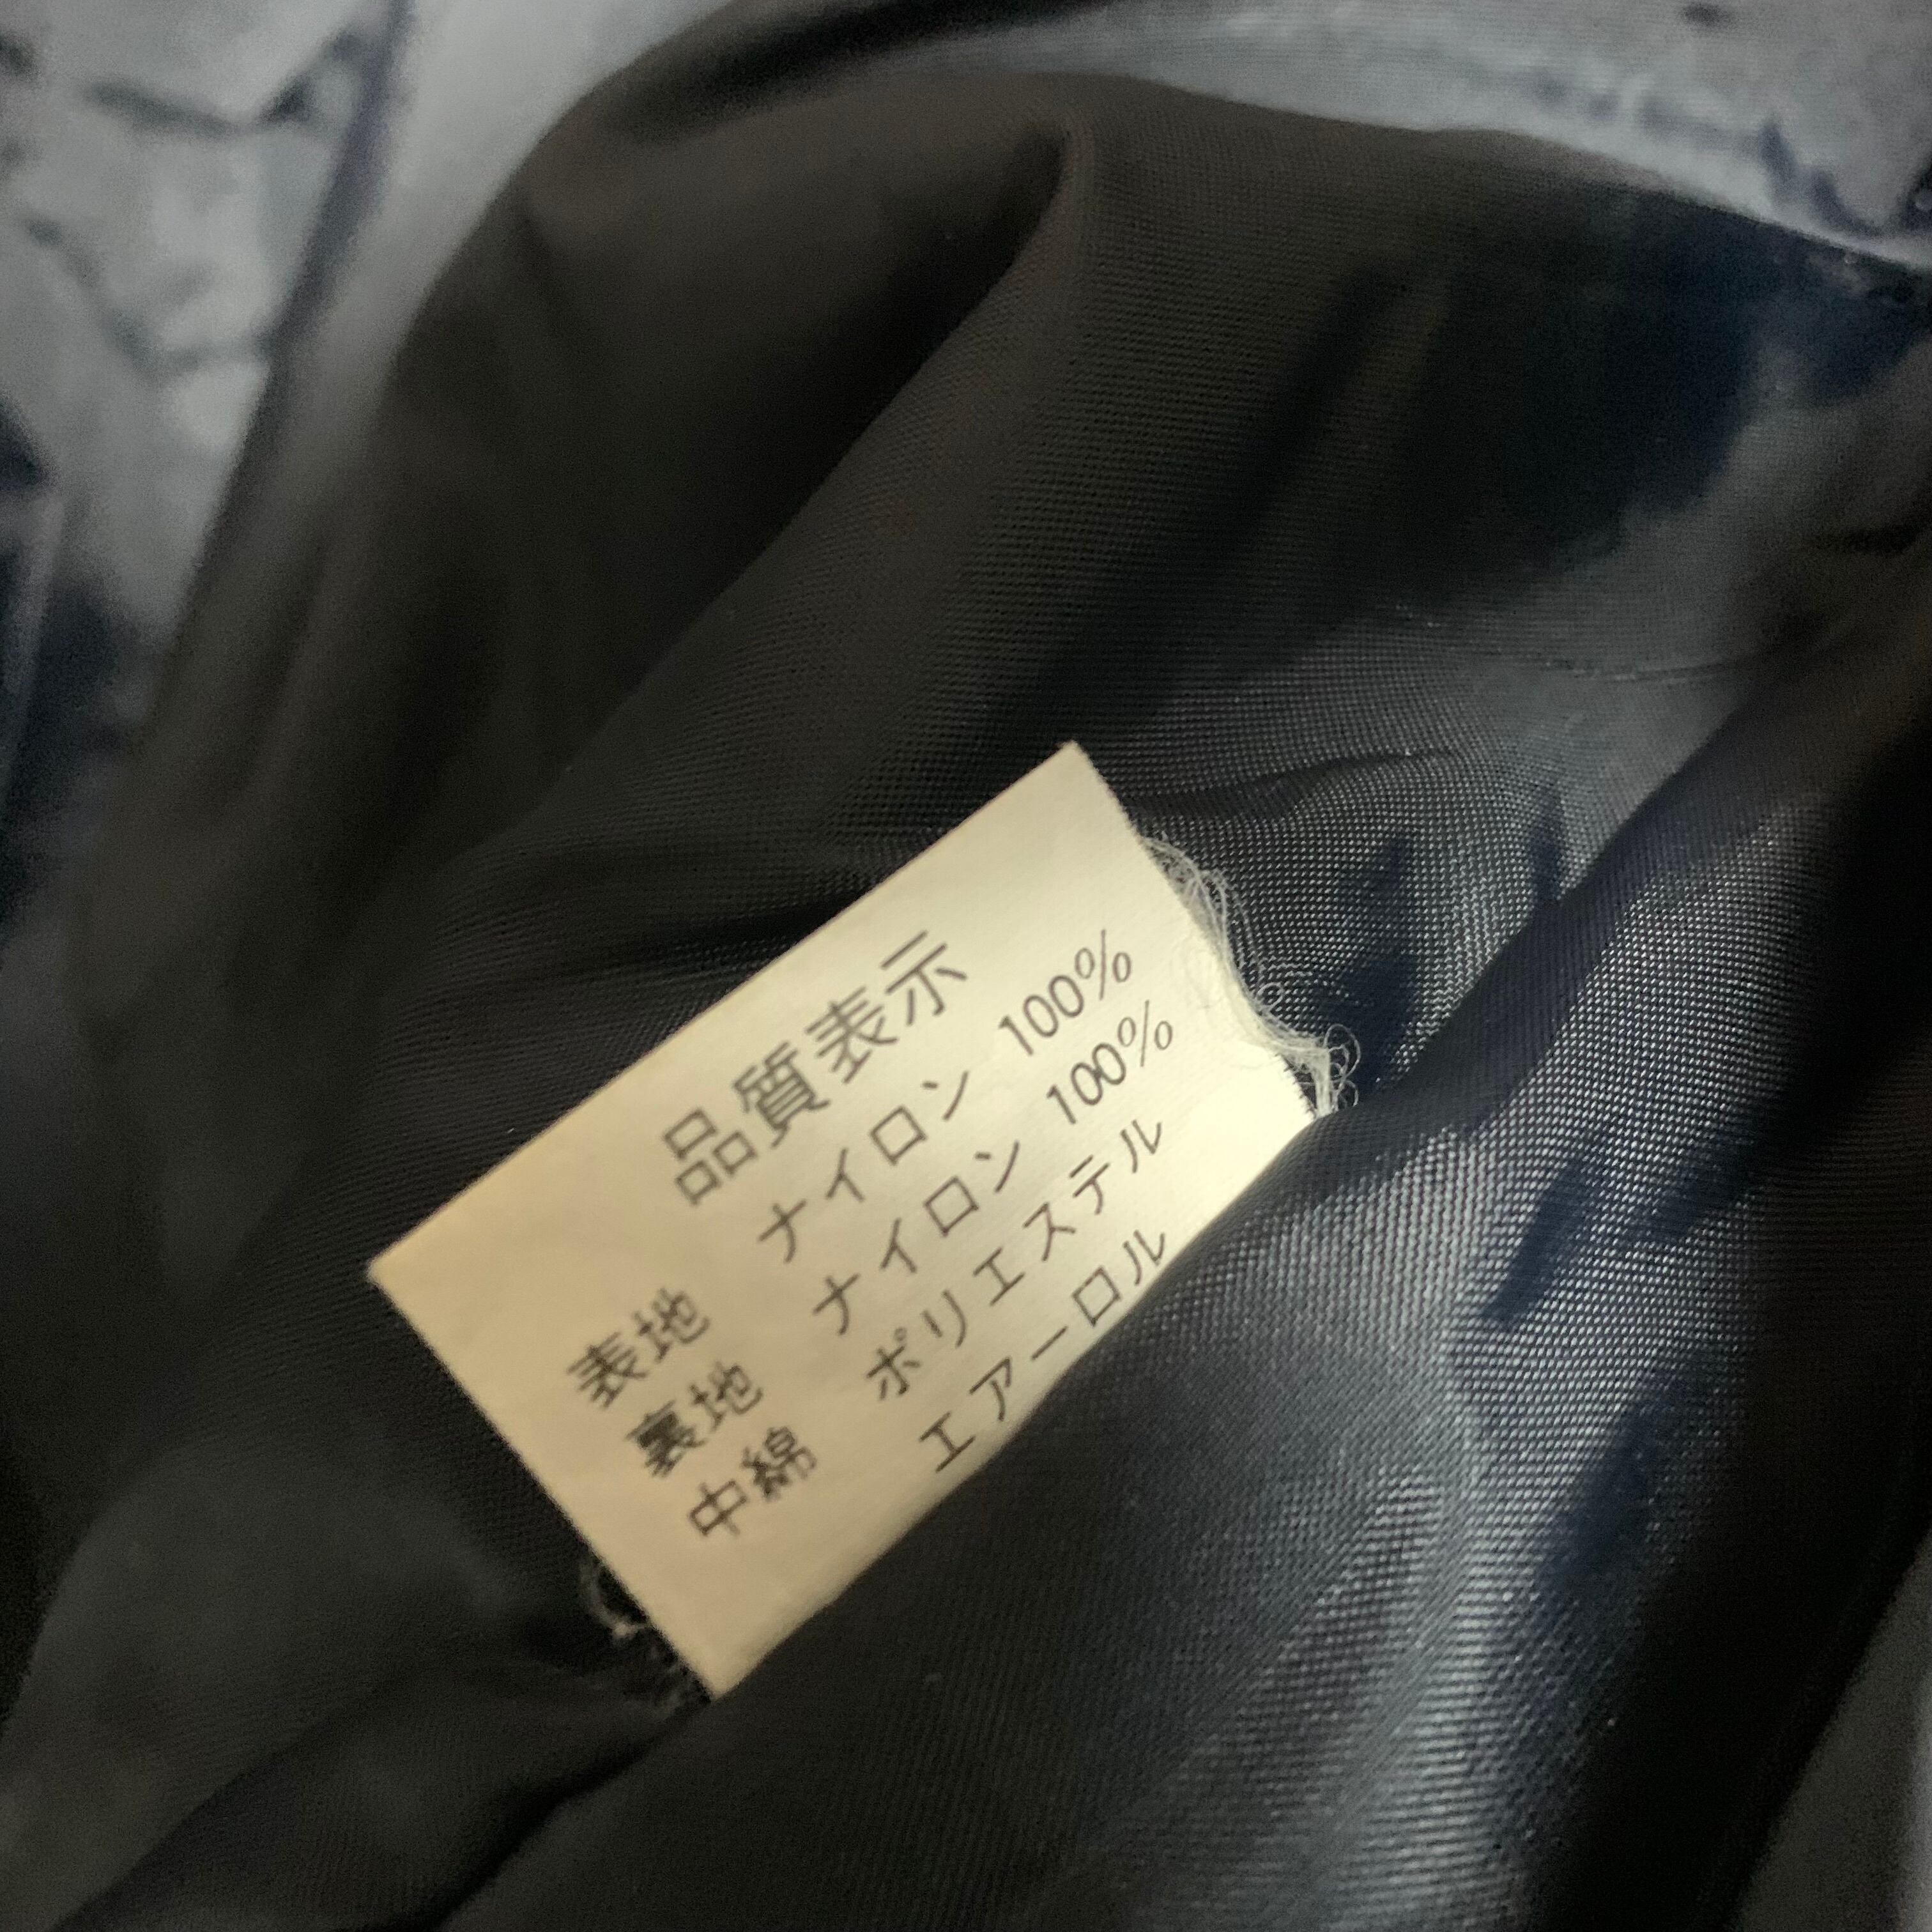 品質表示
表地 ナイロン 100%
裏地 ナイロン 100%
中綿 ポリエステル
エアーロル